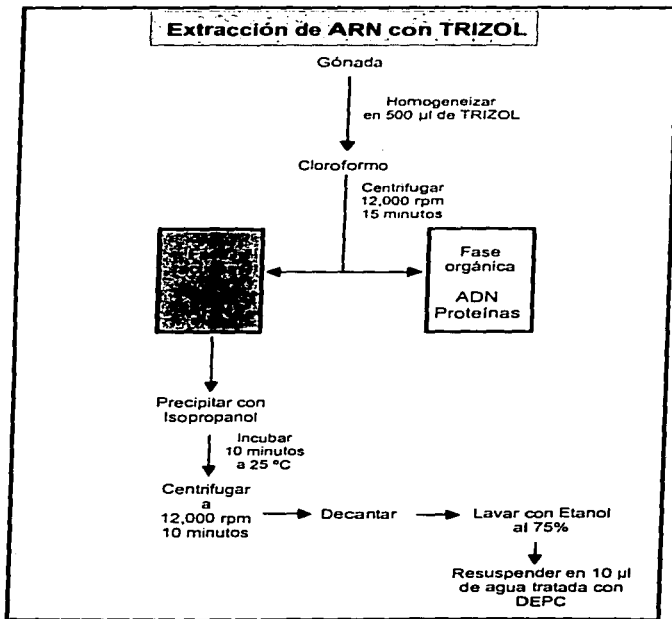 Extracción de ARN con TRIZOL
Gónada
Homogeneizar
en 500 µl de TRIZOL
Cloroformo
Centrifugar
12,000 rpm
15 minutos
Fase
orgánica
ADN
Proteínas
Precipitar con
Isopropanol
Incubar
10 minutos
a 25 ºC
Centrifugar
a
12,000 rpm
10 minutos
Decantar
Lavar con Etanol
al 75%
Resuspender en 10 µl
de agua tratada con
DEPC